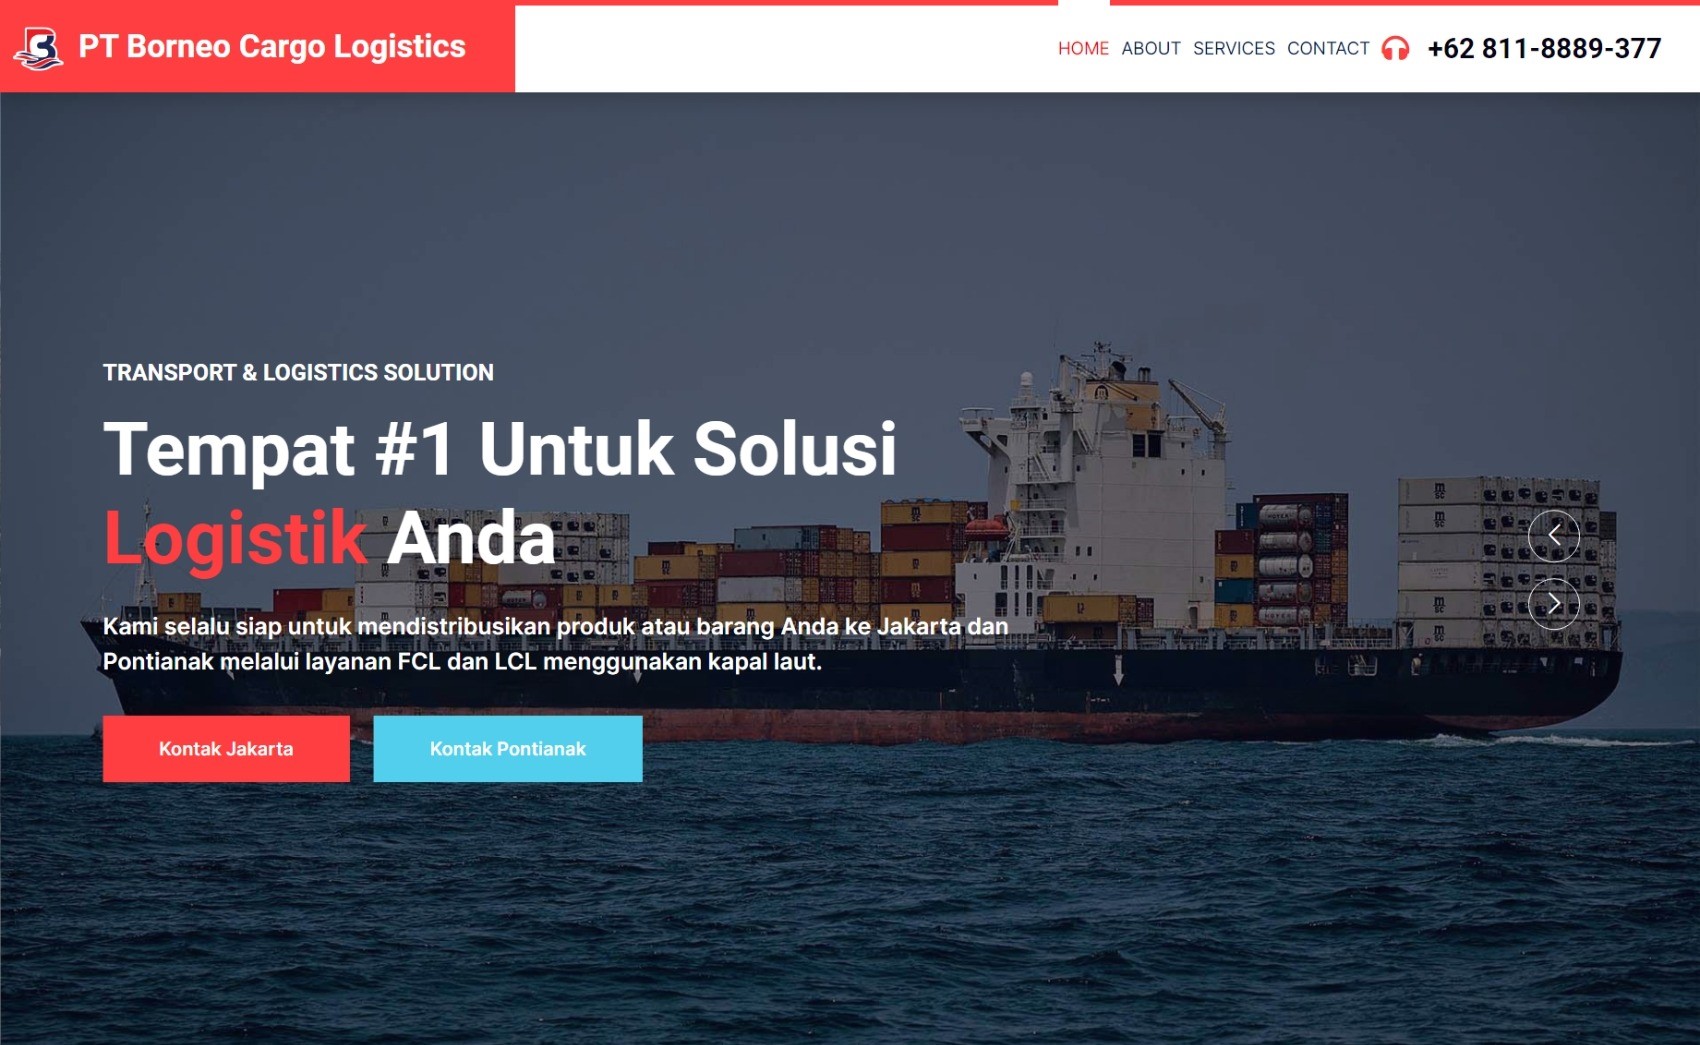 PT Borneo Cargo Logistics
HOME ABOUT SERVICES CONTACT +62 811-8889-377
TRANSPORT & LOGISTICS SOLUTION
Tempat #1 Untuk Solusi
Logistik Anda
Kami selalu siap untuk mendistribusikan produk atau barang Anda ke Jakarta dan
Pontianak melalui layanan FCL dan LCL menggunakan kapal laut.
Kontak Jakarta Kontak Pontianak